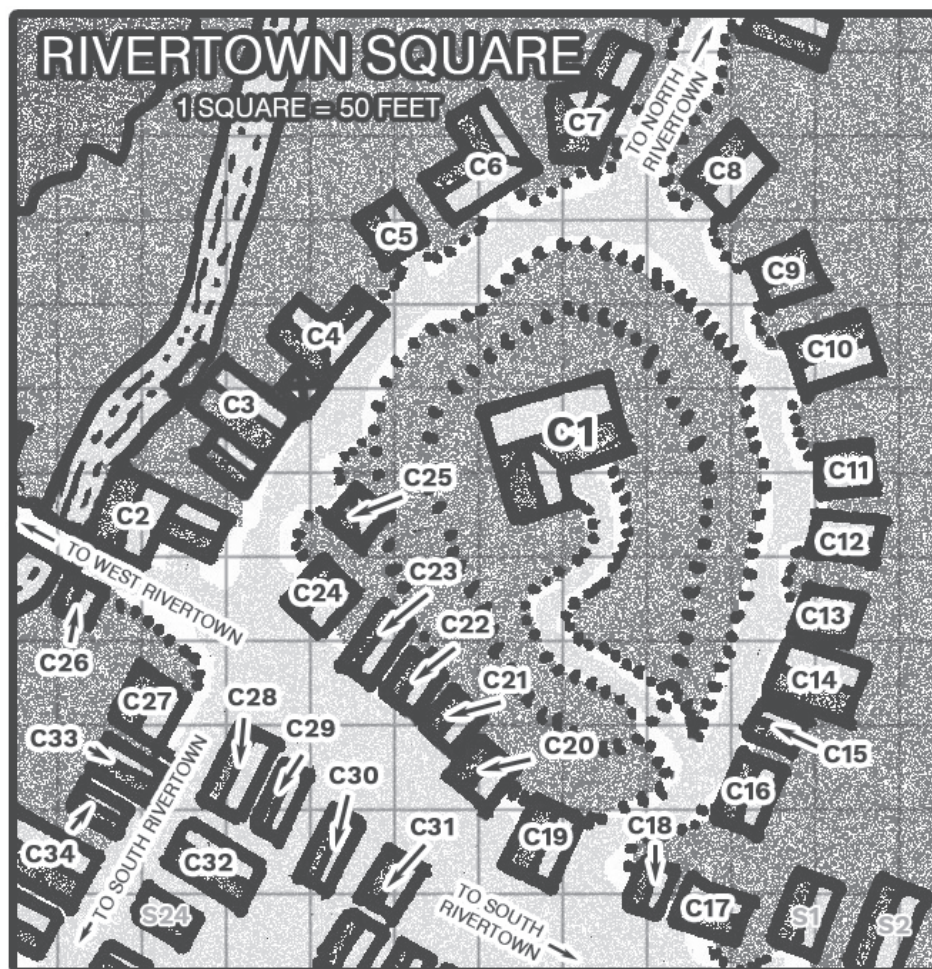 RIVERTOWN SQUARE
1 SQUARE = 50 FEET
TO NORTH
RIVERTOWN
C7
C6
C8
C5
C9
C4
C10
C3
C1
C11
C25
C2
C12
TO WEST RIVERTOWN
C23
C24
C13
C22
C26
C14
C21
C27
C28
C29
C33
C20
C15
C30
C16
C31
C18
C19
C34
C32
TO SOUTH RIVERTOWN
C17
S24
S1
S2
TO SOUTH
RIVERTOWN